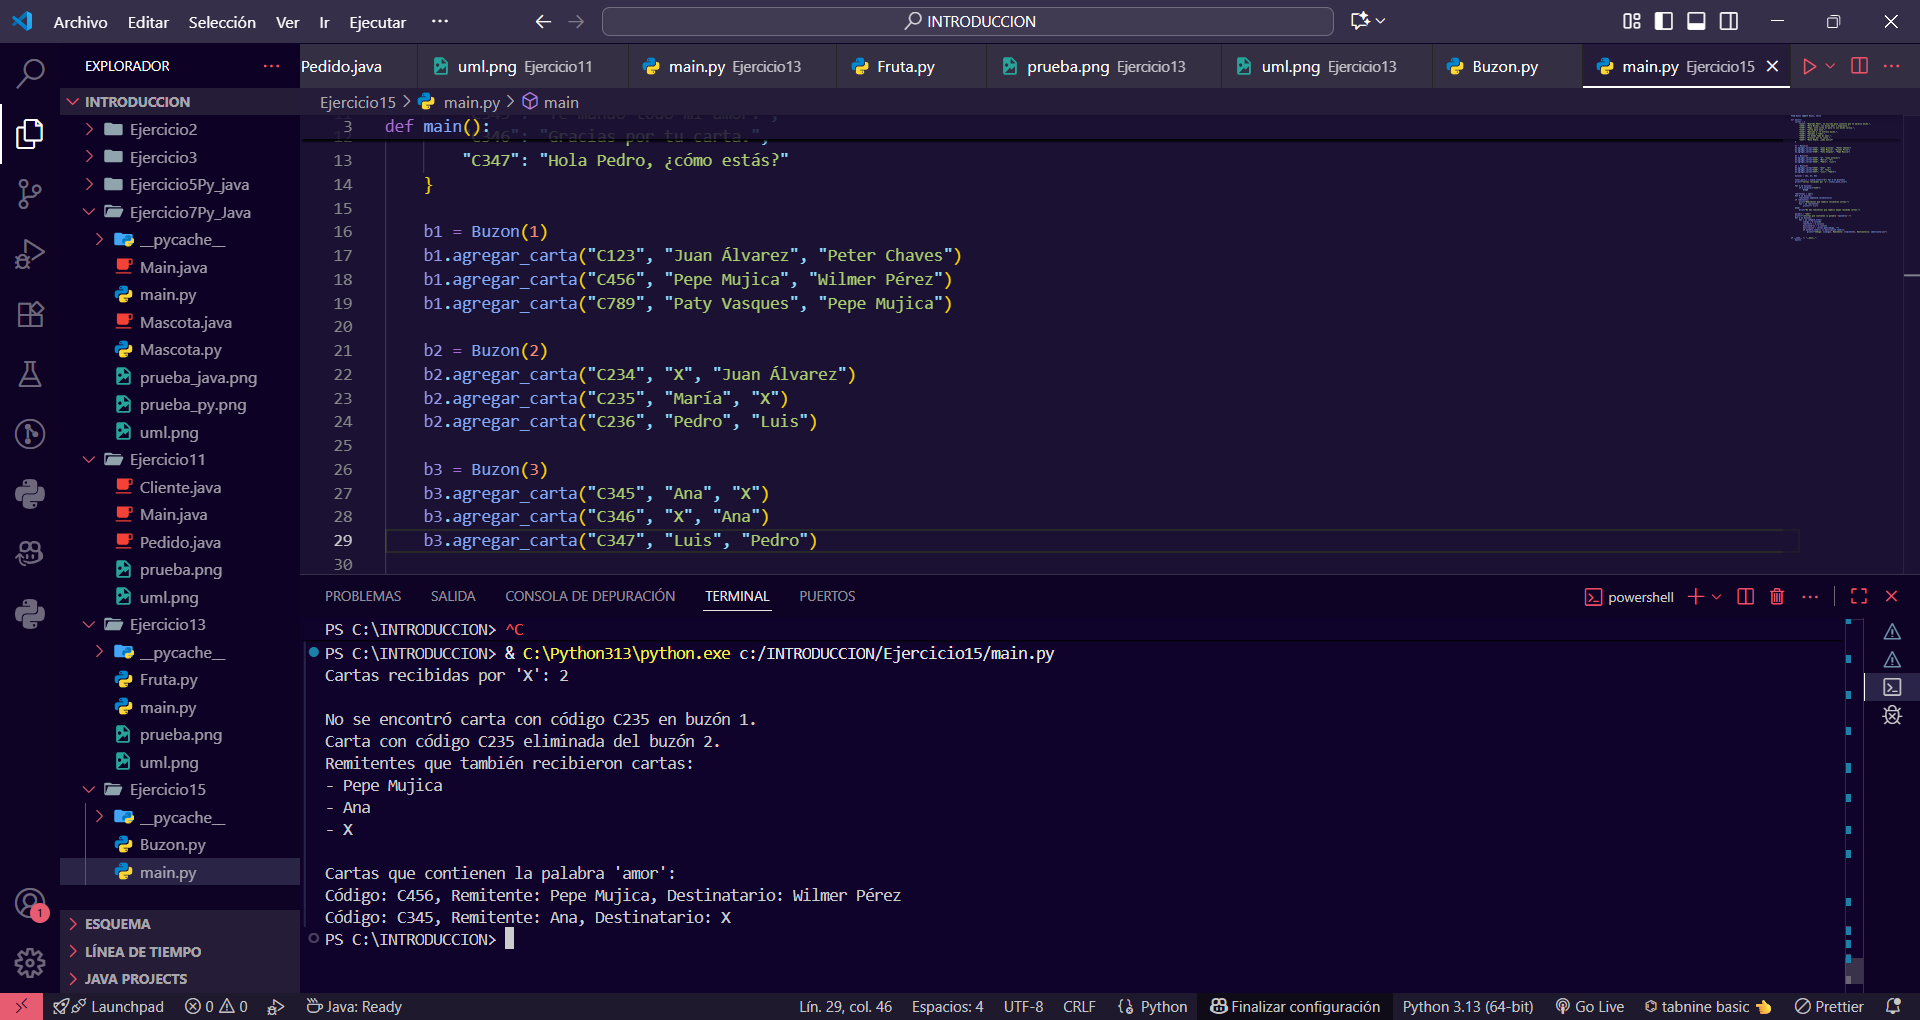 Archivo Editar Selección Ver Ir Ejecutar ··· INTRODUCCION
EXPLORADOR ···
INTRODUCCION
Ejercicio2
Ejercicio3
Ejercicio5Py_java
Ejercicio7Py_Java
__pycache__
Main.java
main.py
Mascota.java
Mascota.py
prueba_java.png
prueba_py.png
uml.png
Ejercicio11
Cliente.java
Main.java
Pedido.java
prueba.png
uml.png
Ejercicio13
__pycache__
Fruta.py
main.py
prueba.png
uml.png
Ejercicio15
__pycache__
Buzon.py
main.py
ESQUEMA
LÍNEA DE TIEMPO
JAVA PROJECTS
1
Pedido.java uml.png Ejercicio11 main.py Ejercicio13 Fruta.py prueba.png Ejercicio13 uml.png Ejercicio13 Buzon.py main.py Ejercicio15
Ejercicio15 > main.py > main
3 def main():
12 "C346": "Gracias por tu carta.",
13 "C347": "Hola Pedro, ¿cómo estás?"
14 }
15
16 b1 = Buzon(1)
17 b1.agregar_carta("C123", "Juan Álvarez", "Peter Chaves")
18 b1.agregar_carta("C456", "Pepe Mujica", "Wilmer Pérez")
19 b1.agregar_carta("C789", "Paty Vasques", "Pepe Mujica")
20
21 b2 = Buzon(2)
22 b2.agregar_carta("C234", "X", "Juan Álvarez")
23 b2.agregar_carta("C235", "María", "X")
24 b2.agregar_carta("C236", "Pedro", "Luis")
25
26 b3 = Buzon(3)
27 b3.agregar_carta("C345", "Ana", "X")
28 b3.agregar_carta("C346", "X", "Ana")
29 b3.agregar_carta("C347", "Luis", "Pedro")
30
PROBLEMAS SALIDA CONSOLA DE DEPURACIÓN TERMINAL PUERTOS powershell
PS C:\INTRODUCCION> ^C
PS C:\INTRODUCCION> & C:\Python313\python.exe c:/INTRODUCCION/Ejercicio15/main.py
Cartas recibidas por 'X': 2
No se encontró carta con código C235 en buzón 1.
Carta con código C235 eliminada del buzón 2.
Remitentes que también recibieron cartas:
- Pepe Mujica
- Ana
- X
Cartas que contienen la palabra 'amor':
Código: C456, Remitente: Pepe Mujica, Destinatario: Wilmer Pérez
Código: C345, Remitente: Ana, Destinatario: X
PS C:\INTRODUCCION>
Launchpad 0 0 Java: Ready Lín. 29, col. 46 Espacios: 4 UTF-8 CRLF {} Python Finalizar configuración Python 3.13 (64-bit) Go Live tabnine basic Prettier